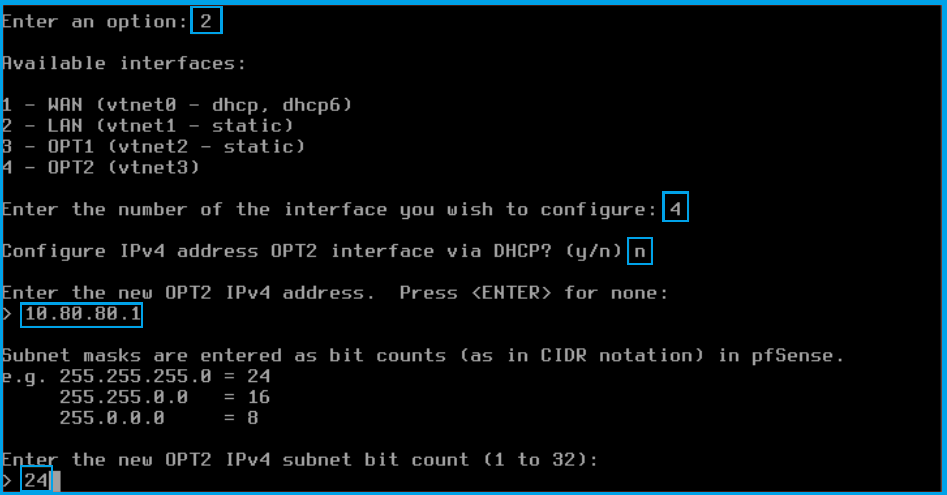 Enter an option: 2
Available interfaces:
1 - WAN (vtnet0 - dhcp, dhcp6)
2 - LAN (vtnet1 - static)
3 - OPT1 (vtnet2 - static)
4 - OPT2 (vtnet3)
Enter the number of the interface you wish to configure: 4
Configure IPv4 address OPT2 interface via DHCP? (y/n) n
Enter the new OPT2 IPv4 address.  Press <ENTER> for none:
> 10.80.80.1
Subnet masks are entered as bit counts (as in CIDR notation) in pfSense.
e.g. 255.255.255.0 = 24
     255.255.0.0   = 16
     255.0.0.0     = 8
Enter the new OPT2 IPv4 subnet bit count (1 to 32):
> 24